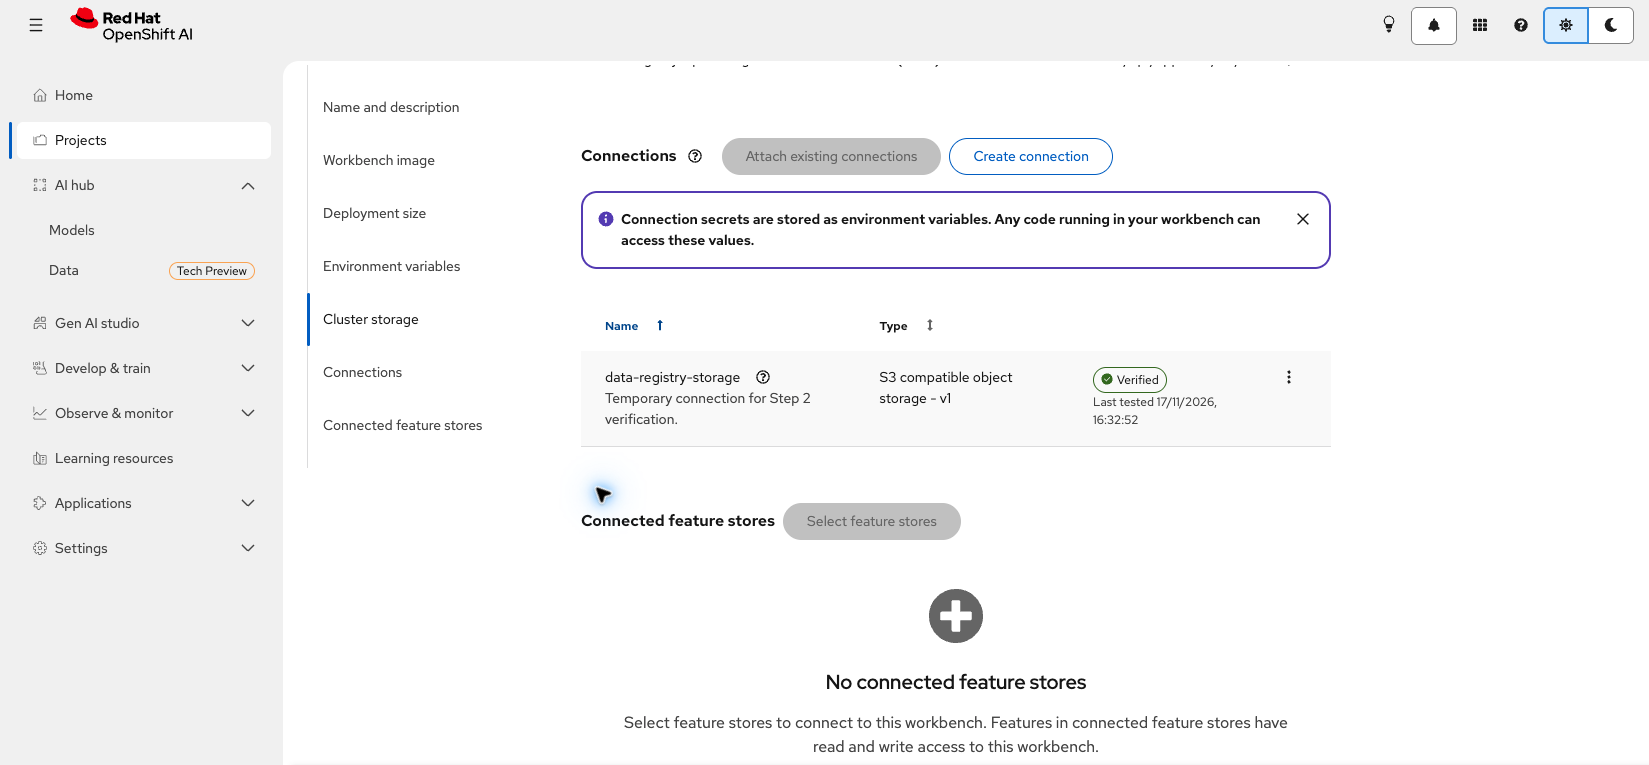 Red Hat
OpenShift AI
Home
Projects
AI hub
Models
Data
Tech Preview
Gen AI studio
Develop & train
Observe & monitor
Learning resources
Applications
Settings
Name and description
Workbench image
Deployment size
Environment variables
Cluster storage
Connections
Connected feature stores
Connections
Attach existing connections
Create connection
Connection secrets are stored as environment variables. Any code running in your workbench can
access these values.
Name
Type
data-registry-storage
Temporary connection for Step 2
verification.
S3 compatible object
storage - v1
Verified
Last tested 17/11/2026,
16:32:52
Connected feature stores
Select feature stores
No connected feature stores
Select feature stores to connect to this workbench. Features in connected feature stores have
read and write access to this workbench.